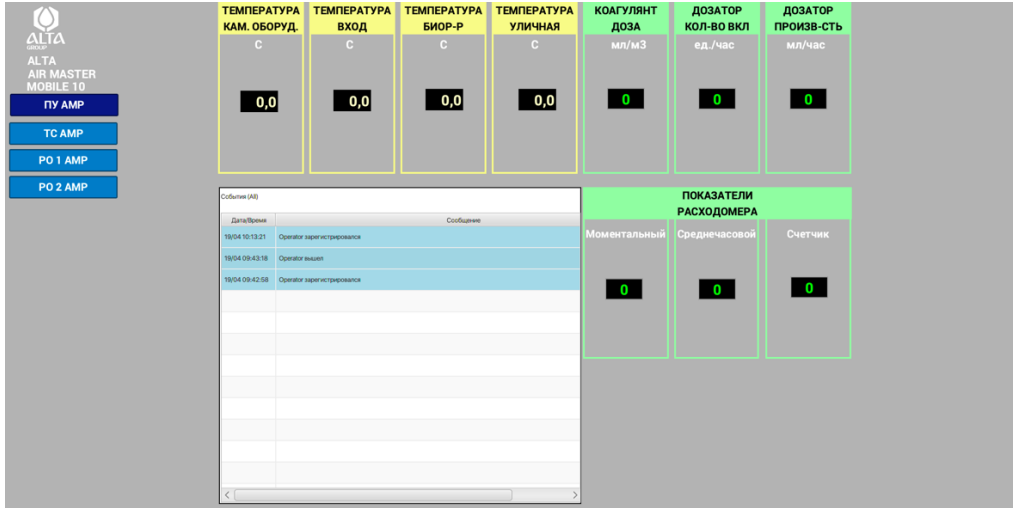 ALTA
GROUP
ALTA
AIR MASTER
MOBILE 10
ПУ АМР
ТС АМР
РО 1 АМР
РО 2 АМР
ТЕМПЕРАТУРА
КАМ. ОБОРУД.
С
0,0
ТЕМПЕРАТУРА
ВХОД
С
0,0
ТЕМПЕРАТУРА
БИОР-Р
С
0,0
ТЕМПЕРАТУРА
УЛИЧНАЯ
С
0,0
КОАГУЛЯНТ
ДОЗА
мл/м3
0
ДОЗАТОР
КОЛ-ВО ВКЛ
ед./час
0
ДОЗАТОР
ПРОИЗВ-СТЬ
мл/час
0
События (All)
Дата/Время Сообщение
19/04 10:13:21 Operator зарегистрировался
19/04 09:43:18 Operator вышел
19/04 09:42:58 Operator зарегистрировался
ПОКАЗАТЕЛИ
РАСХОДОМЕРА
Моментальный Среднечасовой Счетчик
0 0 0